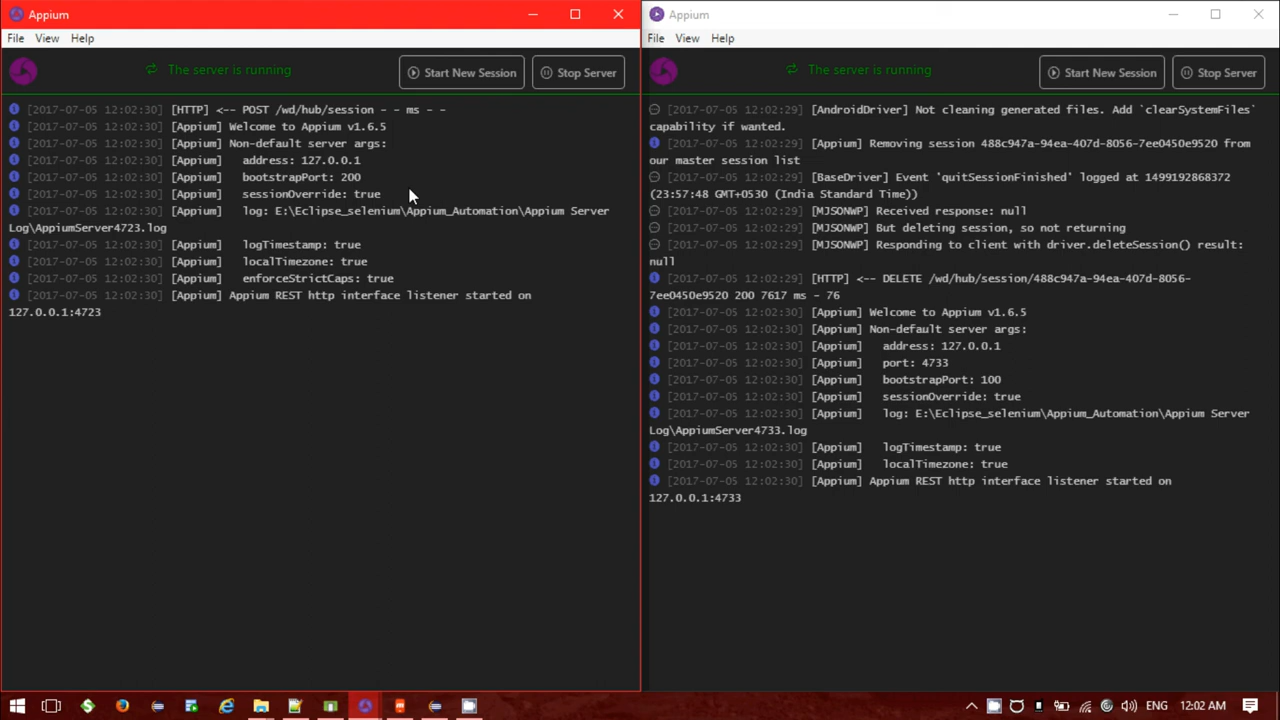 Appium
File View Help
The server is running
Start New Session
Stop Server
[2017-07-05 12:02:30] [HTTP] <-- POST /wd/hub/session - - ms - -
[2017-07-05 12:02:30] [Appium] Welcome to Appium v1.6.5
[2017-07-05 12:02:30] [Appium] Non-default server args:
[2017-07-05 12:02:30] [Appium] address: 127.0.0.1
[2017-07-05 12:02:30] [Appium] bootstrapPort: 200
[2017-07-05 12:02:30] [Appium] sessionOverride: true
[2017-07-05 12:02:30] [Appium] log: E:\Eclipse_selenium\Appium_Automation\Appium Server
Log\AppiumServer4723.log
[2017-07-05 12:02:30] [Appium] logTimestamp: true
[2017-07-05 12:02:30] [Appium] localTimezone: true
[2017-07-05 12:02:30] [Appium] enforceStrictCaps: true
[2017-07-05 12:02:30] [Appium] Appium REST http interface listener started on
127.0.0.1:4723
Appium
File View Help
The server is running
Start New Session
Stop Server
[2017-07-05 12:02:29] [AndroidDriver] Not cleaning generated files. Add `clearSystemFiles`
capability if wanted.
[2017-07-05 12:02:29] [Appium] Removing session 488c947a-94ea-407d-8056-7ee0450e9520 from
our master session list
[2017-07-05 12:02:29] [BaseDriver] Event 'quitSessionFinished' logged at 1499192868372
(23:57:48 GMT+0530 (India Standard Time))
[2017-07-05 12:02:29] [MJSONWP] Received response: null
[2017-07-05 12:02:29] [MJSONWP] But deleting session, so not returning
[2017-07-05 12:02:29] [MJSONWP] Responding to client with driver.deleteSession() result:
null
[2017-07-05 12:02:29] [HTTP] <-- DELETE /wd/hub/session/488c947a-94ea-407d-8056-
7ee0450e9520 200 7617 ms - 76
[2017-07-05 12:02:30] [Appium] Welcome to Appium v1.6.5
[2017-07-05 12:02:30] [Appium] Non-default server args:
[2017-07-05 12:02:30] [Appium] address: 127.0.0.1
[2017-07-05 12:02:30] [Appium] port: 4733
[2017-07-05 12:02:30] [Appium] bootstrapPort: 100
[2017-07-05 12:02:30] [Appium] sessionOverride: true
[2017-07-05 12:02:30] [Appium] log: E:\Eclipse_selenium\Appium_Automation\Appium Server
Log\AppiumServer4733.log
[2017-07-05 12:02:30] [Appium] logTimestamp: true
[2017-07-05 12:02:30] [Appium] localTimezone: true
[2017-07-05 12:02:30] [Appium] Appium REST http interface listener started on
127.0.0.1:4733
12:02 AM